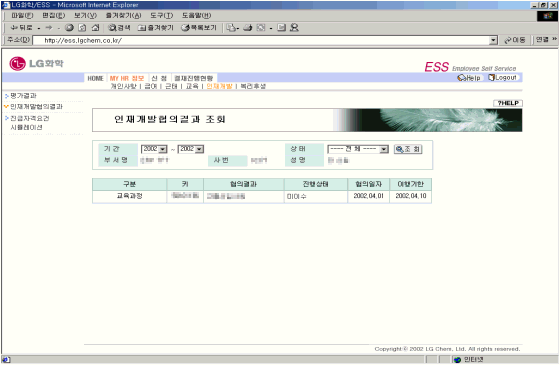 LG화학/ESS - Microsoft Internet Explorer
파일(F) 편집(E) 보기(V) 즐겨찾기(A) 도구(T) 도움말(H)
뒤로 검색 즐겨찾기 목록보기
주소(D) http://ess.lgchem.co.kr/ 이동 연결 »
LG화학
ESS Employee Self Service
HOME | MY HR 정보 | 신 청 | 결재진행현황
Help Logout
개인사항 | 급여 | 근태 | 교육 | 인재개발 | 복리후생
> 평가결과
인재개발협의결과
> 진급자격요건
시뮬레이션
?HELP
인재개발협의결과 조회
기 간 2002 ~ 2002 상 태 ---- 전 체 ---- 조 회
부 서 명 사 번 성 명
구분 키 협의결과 진행상태 협의일자 이행기한
교육과정 미이수 2002.04.01 2002.04.10
Copyright© 2002 LG Chem. Ltd. All rights reserved.
인터넷